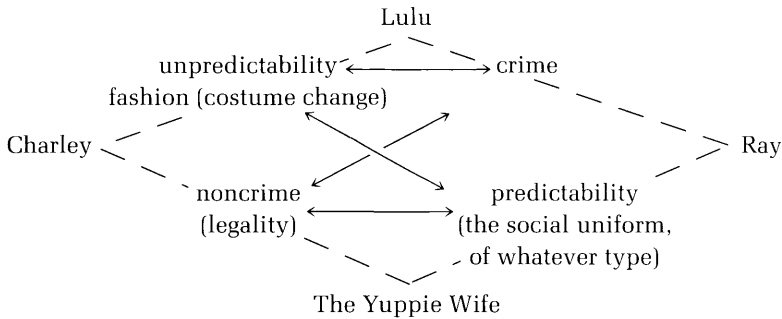 Lulu
unpredictability
fashion (costume change)
crime
Charley
Ray
noncrime
(legality)
predictability
(the social uniform,
of whatever type)
The Yuppie Wife